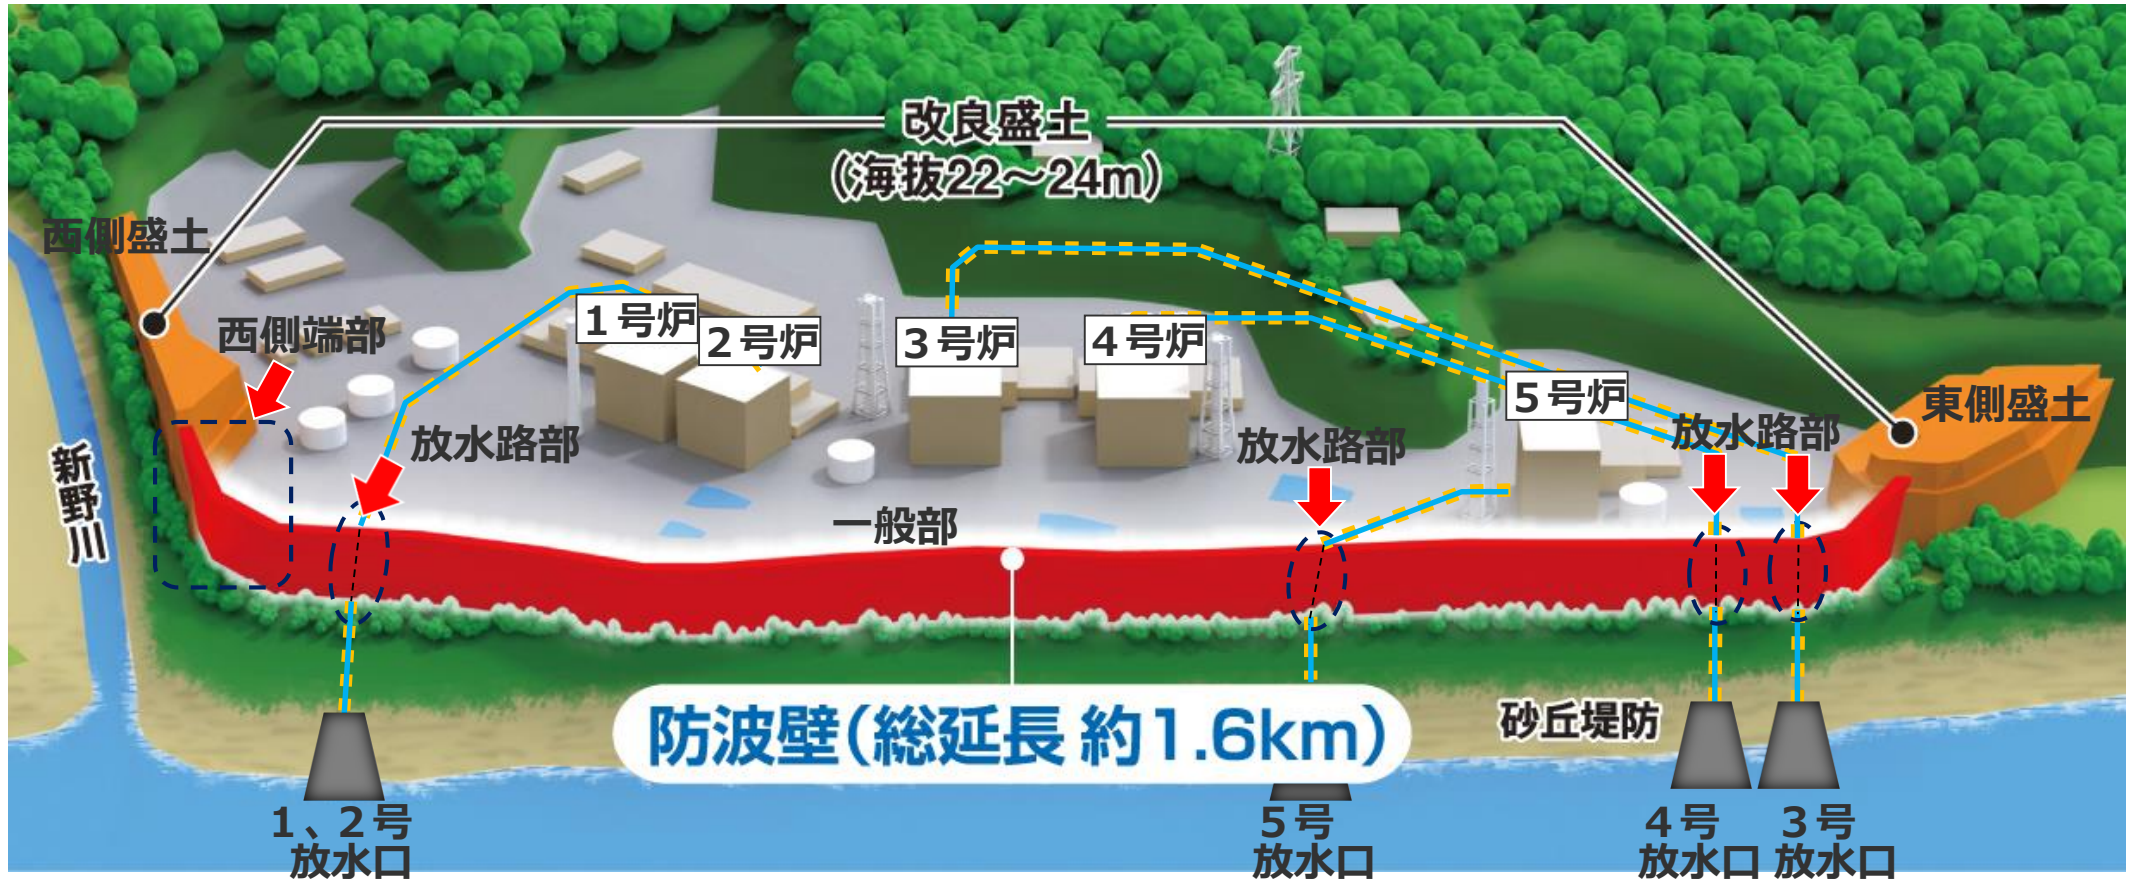 改良盛土
（海抜22～24m）
西側盛土
西側端部
１号炉
２号炉
３号炉
４号炉
５号炉
東側盛土
放水路部
放水路部
放水路部
新野川
一般部
防波壁（総延長 約1.6km）
砂丘堤防
１、２号
放水口
５号
放水口
４号
放水口
３号
放水口